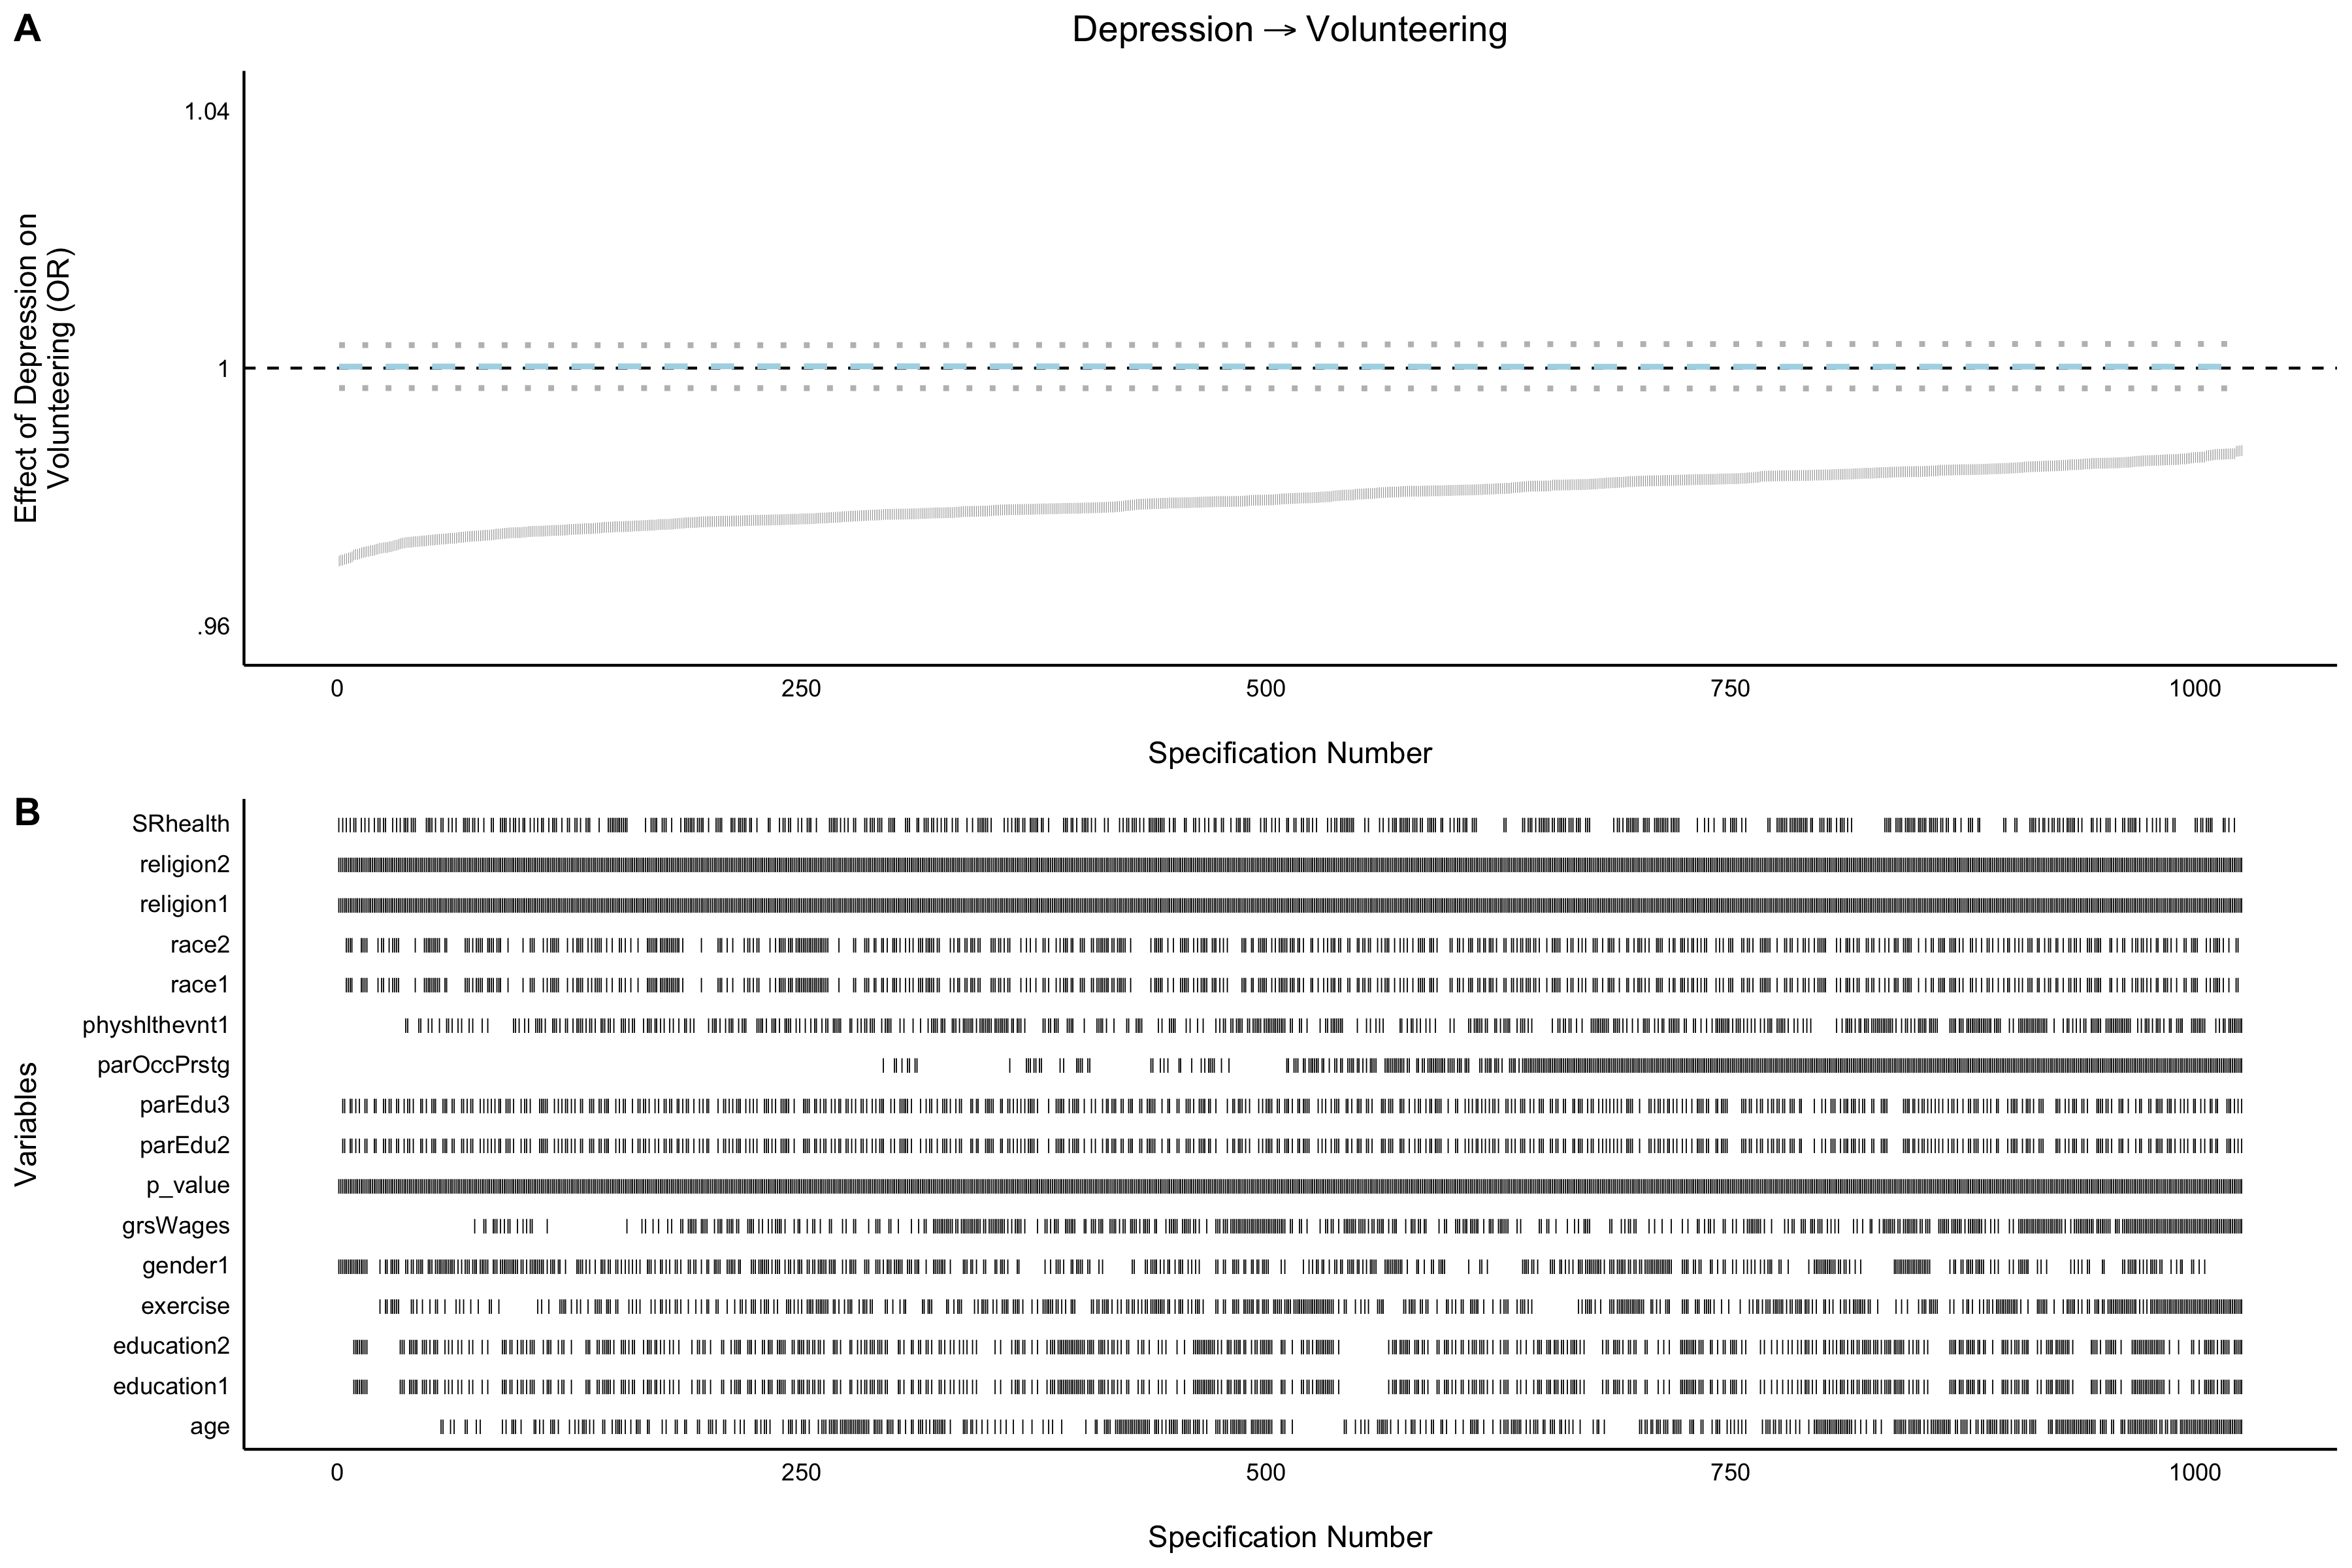 A
Depression → Volunteering
Effect of Depression on
Volunteering (OR)
1.04
1
.96
0 250 500 750 1000
Specification Number
B
Variables
SRhealth
religion2
religion1
race2
race1
physhlthevnt1
parOccPrstg
parEdu3
parEdu2
p_value
grsWages
gender1
exercise
education2
education1
age
0 250 500 750 1000
Specification Number